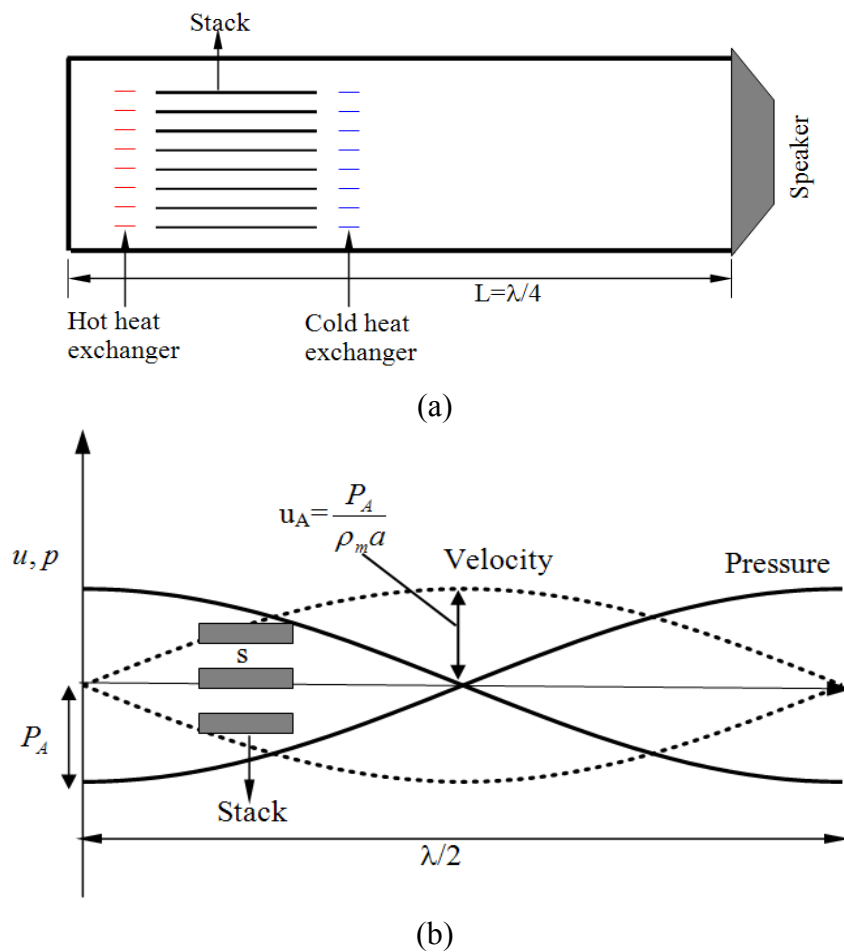 Stack
Speaker
L=λ/4
Hot heat
exchanger
Cold heat
exchanger
(a)
u_A = P_A / ρ_m a
u, p
Velocity
Pressure
s
P_A
Stack
λ/2
(b)